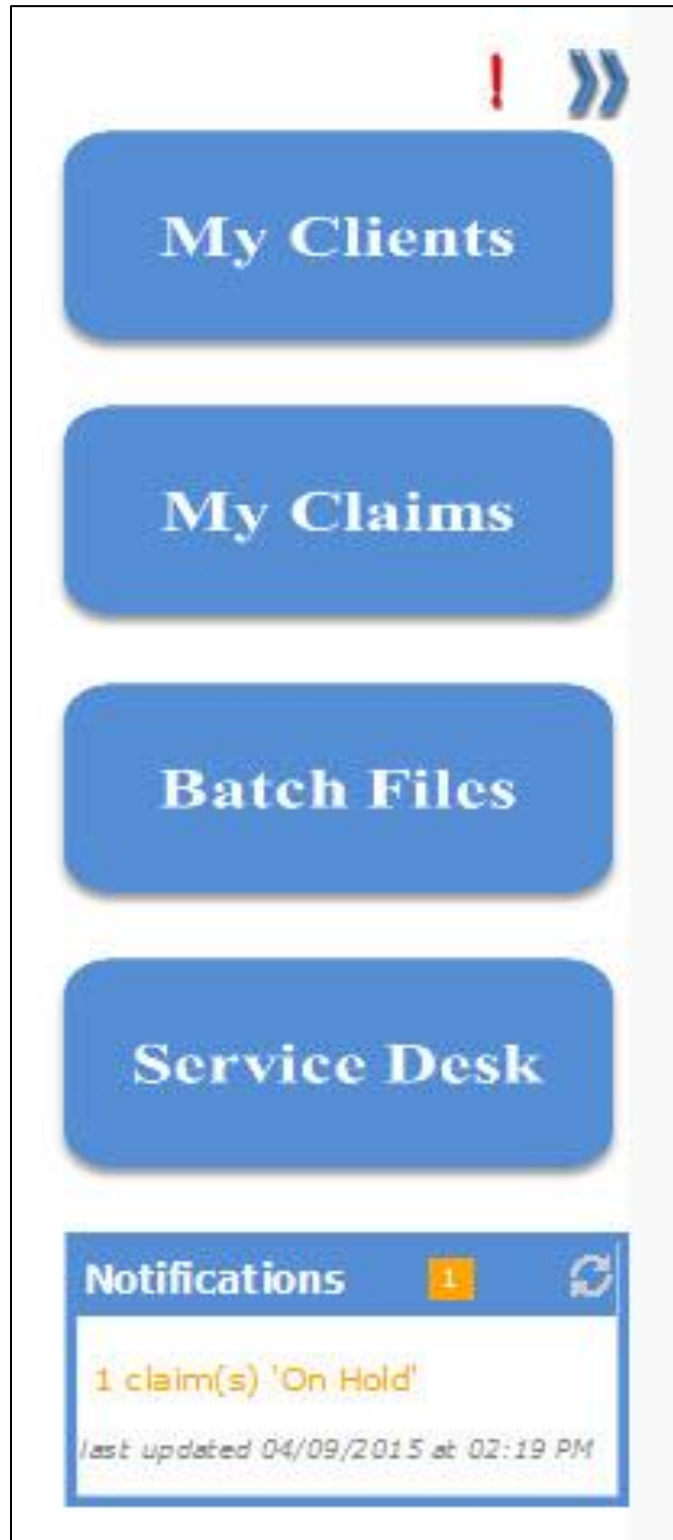 !
My Clients
My Claims
Batch Files
Service Desk
Notifications 1
1 claim(s) 'On Hold'
last updated 04/09/2015 at 02:19 PM